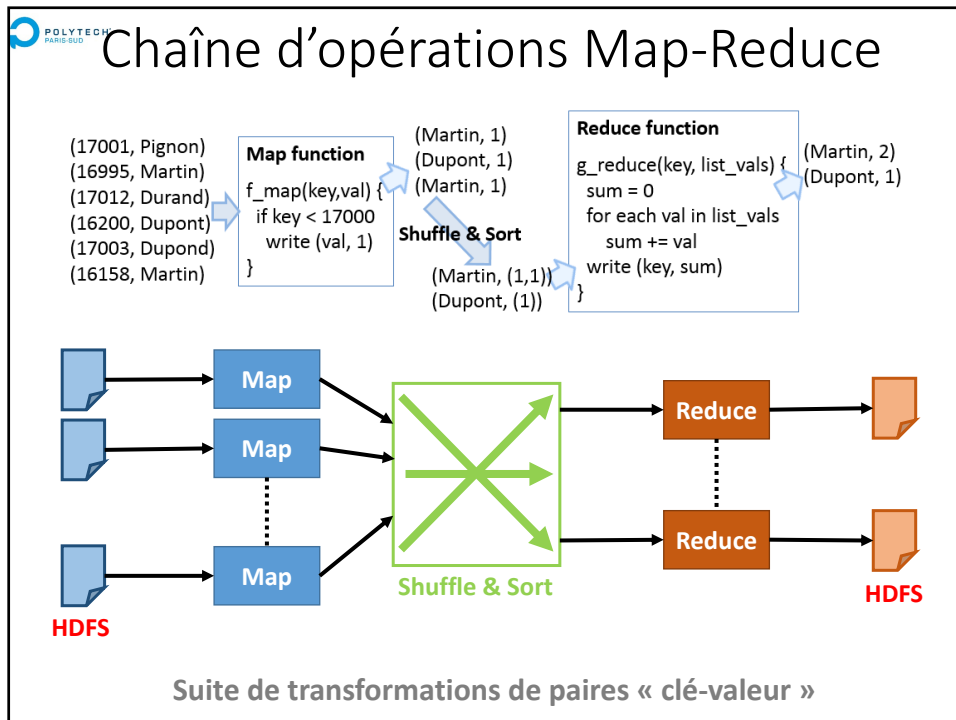 POLYTECH
PARIS-SUD
Chaîne d’opérations Map-Reduce
(17001, Pignon)
(16995, Martin)
(17012, Durand)
(16200, Dupont)
(17003, Dupond)
(16158, Martin)
Map function
f_map(key,val) {
if key < 17000
write (val, 1)
}
(Martin, 1)
(Dupont, 1)
(Martin, 1)
Shuffle & Sort
(Martin, (1,1))
(Dupont, (1))
Reduce function
g_reduce(key, list_vals) {
sum = 0
for each val in list_vals
sum += val
write (key, sum)
}
(Martin, 2)
(Dupont, 1)
Map
Map
Map
Shuffle & Sort
Reduce
Reduce
HDFS
HDFS
Suite de transformations de paires « clé-valeur »